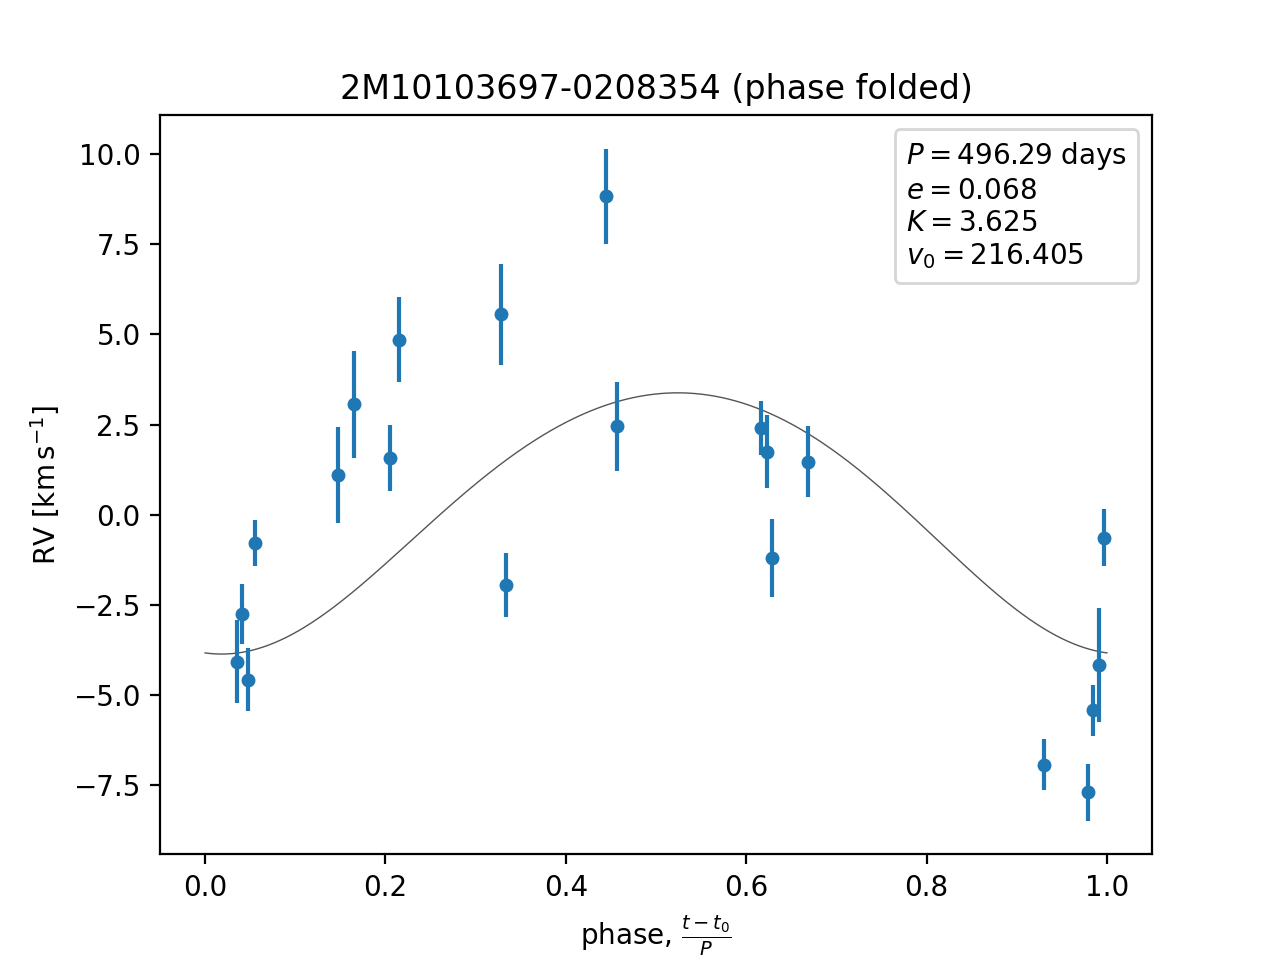 2M10103697-0208354 (phase folded)
P = 496.29 days
e = 0.068
K = 3.625
v₀ = 216.405
RV [km s⁻¹]
10.0
7.5
5.0
2.5
0.0
−2.5
−5.0
−7.5
0.0 0.2 0.4 0.6 0.8 1.0
phase, (t − t₀)/P